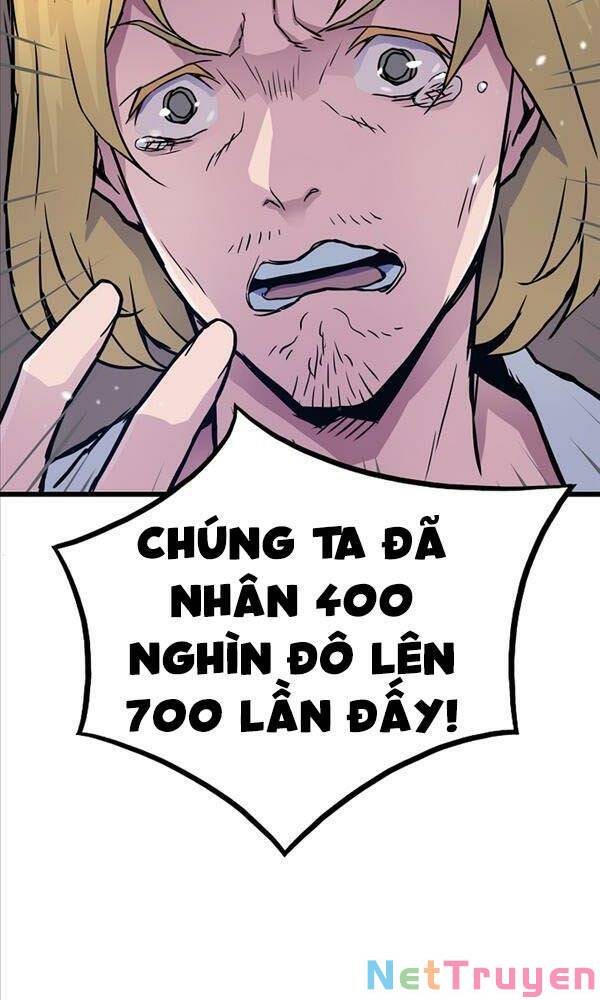 CHÚNG TA ĐÃ
NHÂN 400
NGHÌN ĐÔ LÊN
700 LẦN ĐẤY!
NetTruyen